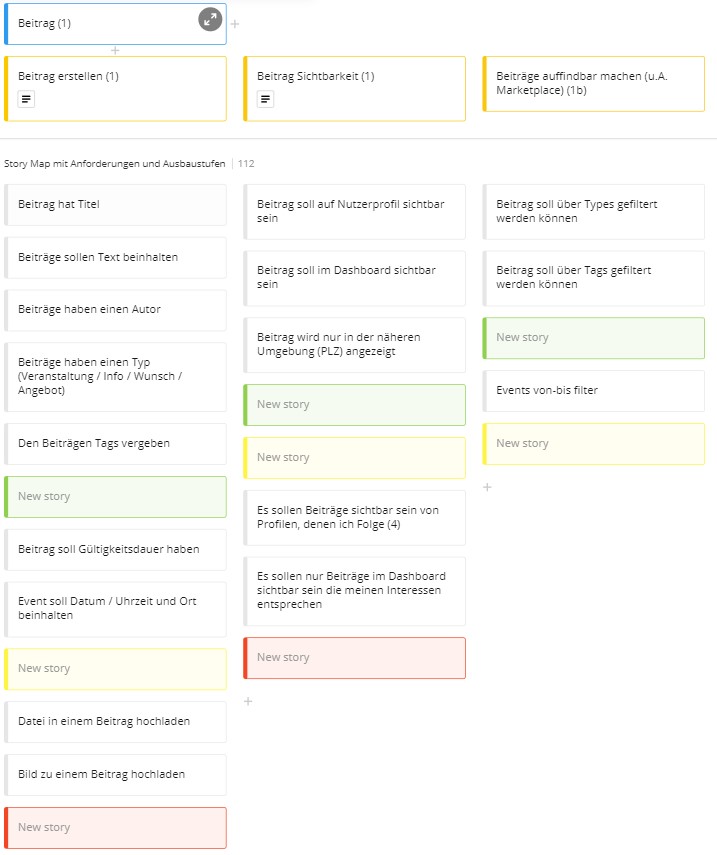 Beitrag (1)
Beitrag erstellen (1)
Beitrag Sichtbarkeit (1)
Beiträge auffindbar machen (u.A.
Marketplace) (1b)
Story Map mit Anforderungen und Ausbaustufen 112
Beitrag hat Titel
Beiträge sollen Text beinhalten
Beiträge haben einen Autor
Beiträge haben einen Typ
(Veranstaltung / Info / Wunsch /
Angebot)
Den Beiträgen Tags vergeben
New story
Beitrag soll Gültigkeitsdauer haben
Event soll Datum / Uhrzeit und Ort
beinhalten
New story
Datei in einem Beitrag hochladen
Bild zu einem Beitrag hochladen
New story
Beitrag soll auf Nutzerprofil sichtbar
sein
Beitrag soll im Dashboard sichtbar
sein
Beitrag wird nur in der näheren
Umgebung (PLZ) angezeigt
New story
New story
Es sollen Beiträge sichtbar sein von
Profilen, denen ich Folge (4)
Es sollen nur Beiträge im Dashboard
sichtbar sein die meinen Interessen
entsprechen
New story
Beitrag soll über Types gefiltert
werden können
Beitrag soll über Tags gefiltert
werden können
New story
Events von-bis filter
New story